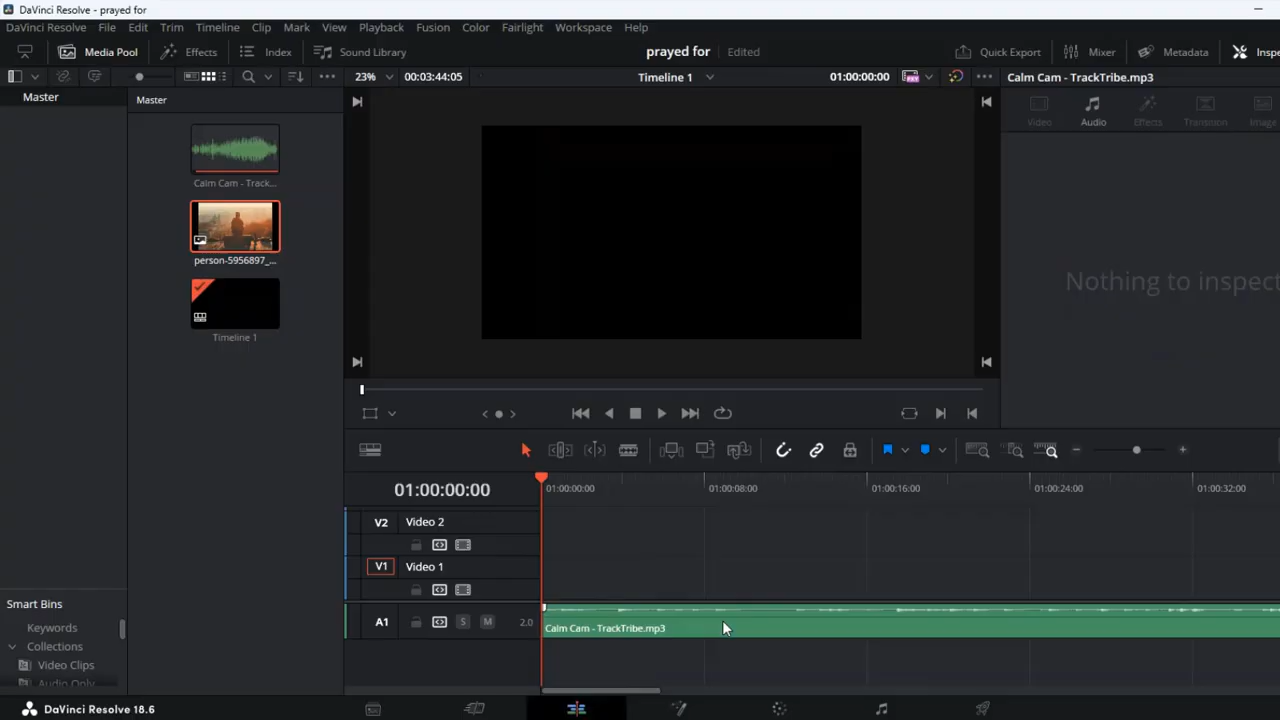 DaVinci Resolve - prayed for
DaVinci Resolve File Edit Trim Timeline Clip Mark View Playback Fusion Color Fairlight Workspace Help
Media Pool Effects Index Sound Library prayed for Edited Quick Export Mixer Metadata Inspe
23% 00:03:44:05 Timeline 1 01:00:00:00 Calm Cam - TrackTribe.mp3
Master
Master
Video Audio Effects Transition Image
Calm Cam - Track...
person-5956897_...
Timeline 1
Nothing to inspect
01:00:00:00
01:00:00:00 01:00:08:00 01:00:16:00 01:00:24:00 01:00:32:00
V2 Video 2
V1 Video 1
A1 S M 2.0
Calm Cam - TrackTribe.mp3
Smart Bins
Keywords
Collections
Video Clips
Audio Only
DaVinci Resolve 18.6